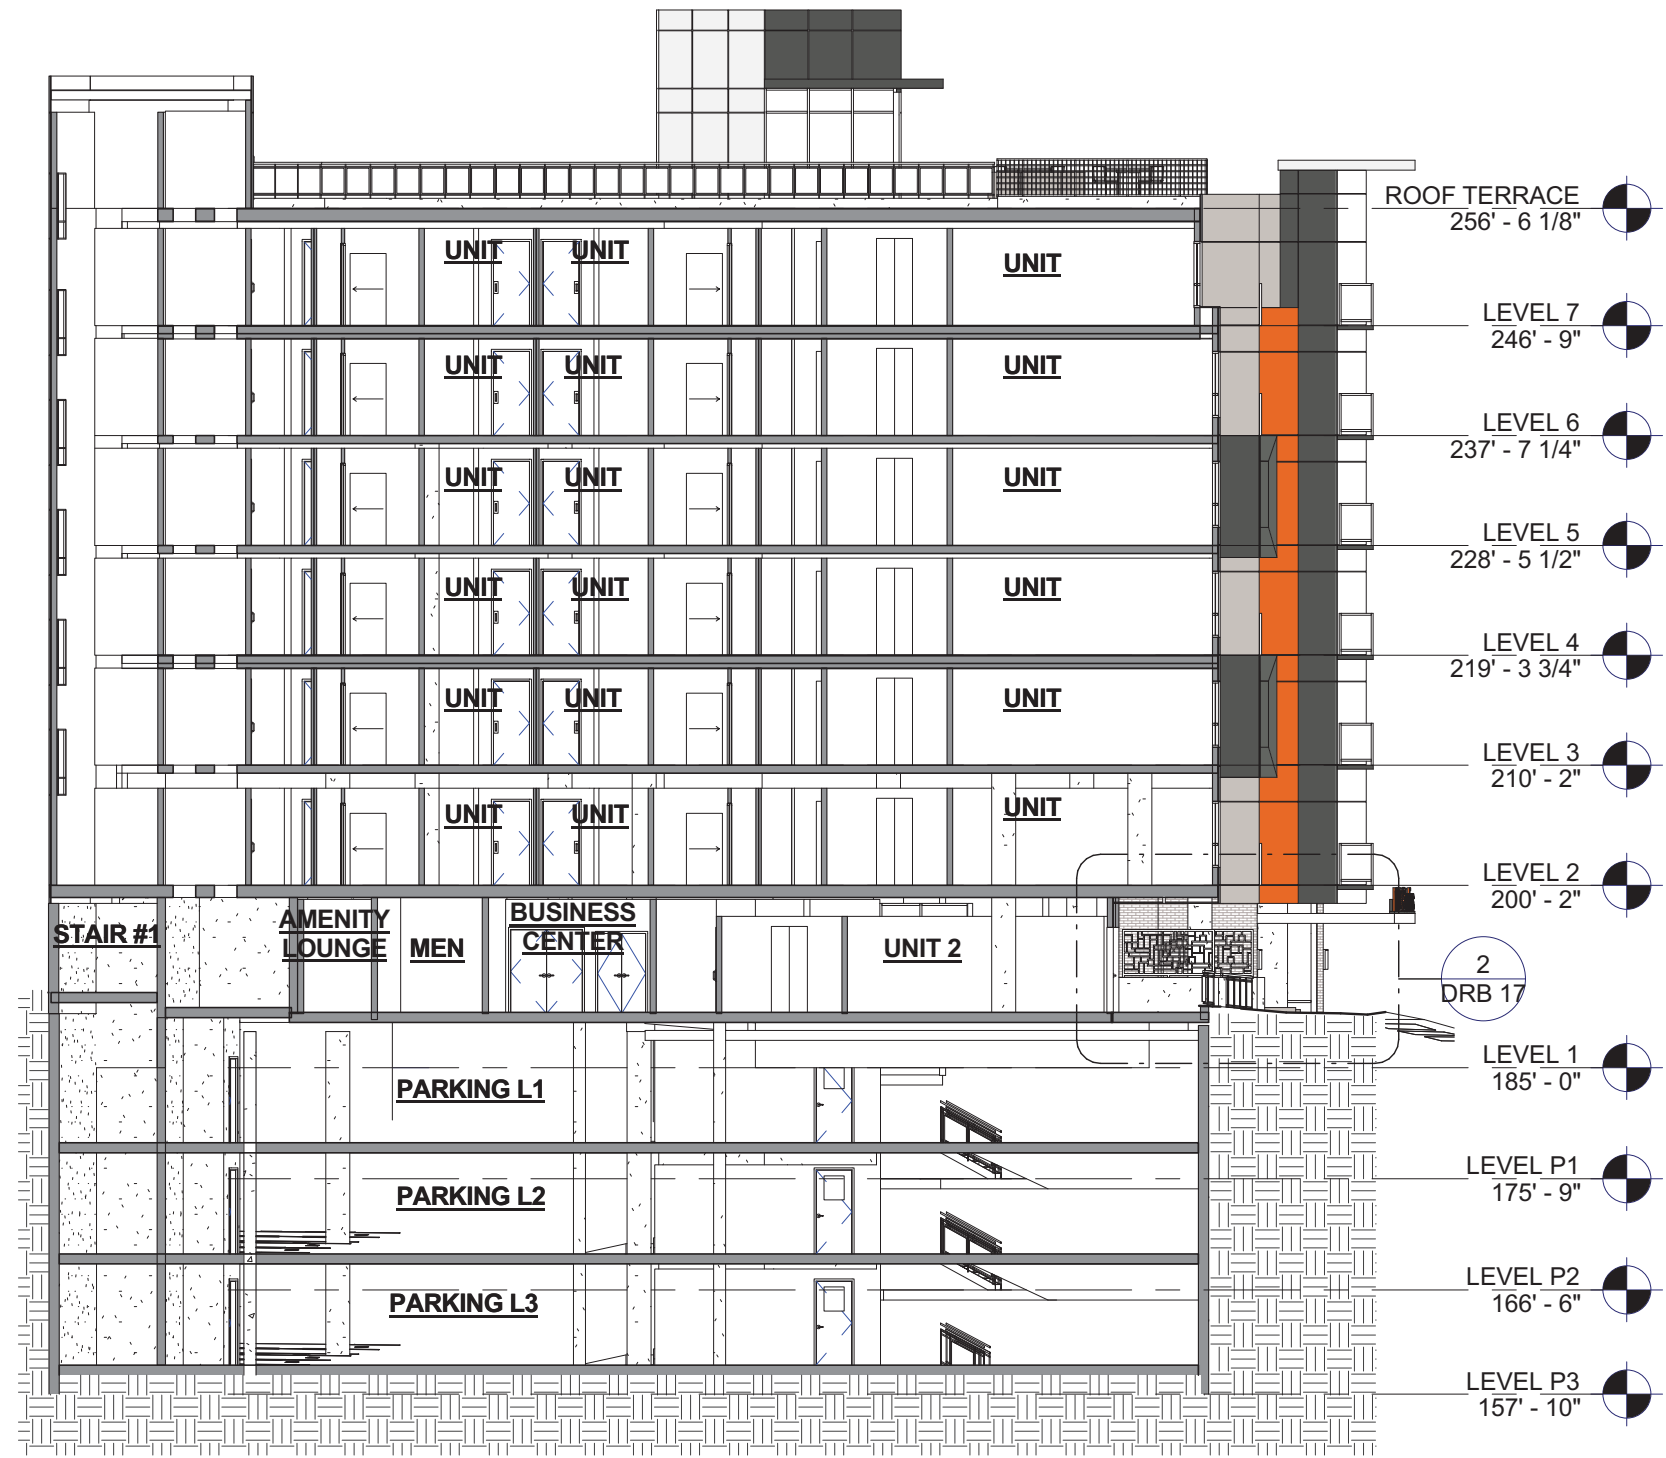 ROOF TERRACE
256' - 6 1/8"
UNIT UNIT UNIT
LEVEL 7
246' - 9"
UNIT UNIT UNIT
LEVEL 6
237' - 7 1/4"
UNIT UNIT UNIT
LEVEL 5
228' - 5 1/2"
UNIT UNIT UNIT
LEVEL 4
219' - 3 3/4"
UNIT UNIT UNIT
LEVEL 3
210' - 2"
UNIT UNIT UNIT
LEVEL 2
200' - 2"
STAIR #1
AMENITY
LOUNGE
MEN
BUSINESS
CENTER
UNIT 2
2
DRB 17
LEVEL 1
185' - 0"
PARKING L1
LEVEL P1
175' - 9"
PARKING L2
LEVEL P2
166' - 6"
PARKING L3
LEVEL P3
157' - 10"